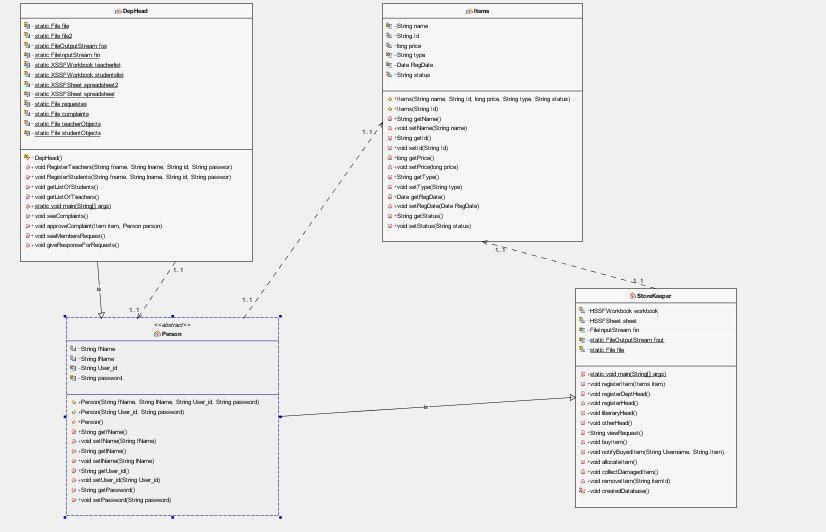 DepHead
- static File file
- static File file2
- static FileOutputStream fos
- static FileInputStream fin
- static XSSFWorkbook teacherlist
- static XSSFWorkbook studentslist
- static XSSFSheet spreadsheet2
- static XSSFSheet spreadsheet
- static File requestes
- static File complaints
- static File teacherObjects
- static File studentObjects
- DepHead()
+ void RegisterTeachers(String fname, String lname, String id, String passwor)
+ void RegisterStudents(String fname, String lname, String id, String passwor)
+ void getListOfStudents()
+ void getListOfTeachers()
+ static void main(String[] args)
+ void seeComplaints()
+ void approveComplaint(Item item, Person person)
+ void seeMembersRequest()
+ void giveResponseForRequests()
Items
-String name
-String Id
-long price
-String type
-Date RegDate
-String status
+Items(String name, String Id, long price, String type, String status)
+Items(String Id)
+String getName()
+void setName(String name)
+String getId()
+void setId(String Id)
+long getPrice()
+void setPrice(long price)
+String getType()
+void setType(String type)
+Date getRegDate()
+void setRegDate(Date RegDate)
+String getStatus()
+void setStatus(String status)
1..1
1..1
1..1
1..1
is
1..1
1..1
1..1
<<abstract>>
Person
-String fName
-String lName
-String User_id
-String password
+Person(String fName, String lName, String User_id, String password)
+Person(String User_id, String password)
+Person()
+String getfName()
+void setfName(String fName)
+String getlName()
+void setlName(String lName)
+String getUser_id()
+void setUser_id(String User_id)
+String getPassword()
+void setPassword(String password)
is
StoreKeeper
-HSSFWorkbook workbook
-HSSFSheet sheet
-FileInputStream fin
- static FileOutputStream fout
- static File file
+static void main(String[] args)
+void registerItem(Items item)
+void registerDeptHead()
+void registerHead()
+void liberaryHead()
+void otherHead()
+String viewRequest()
+void buyItem()
+void notifyBuyedItem(String Username, String Item)
+void allocateItem()
+void collectDamagedItem()
+void removeItem(String itemId)
-void createdDatabase()